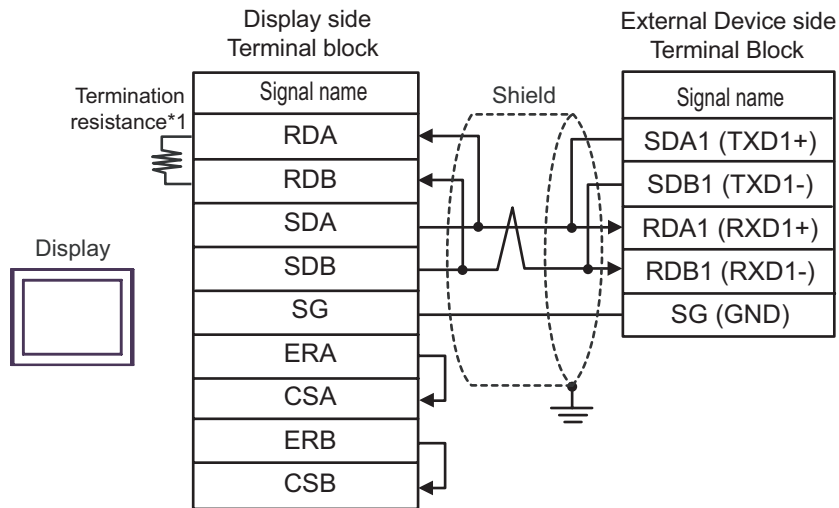 Display side
Terminal block
External Device side
Terminal Block
Termination
resistance*1
Signal name
RDA
RDB
SDA
SDB
SG
ERA
CSA
ERB
CSB
Display
Shield
Signal name
SDA1 (TXD1+)
SDB1 (TXD1-)
RDA1 (RXD1+)
RDB1 (RXD1-)
SG (GND)